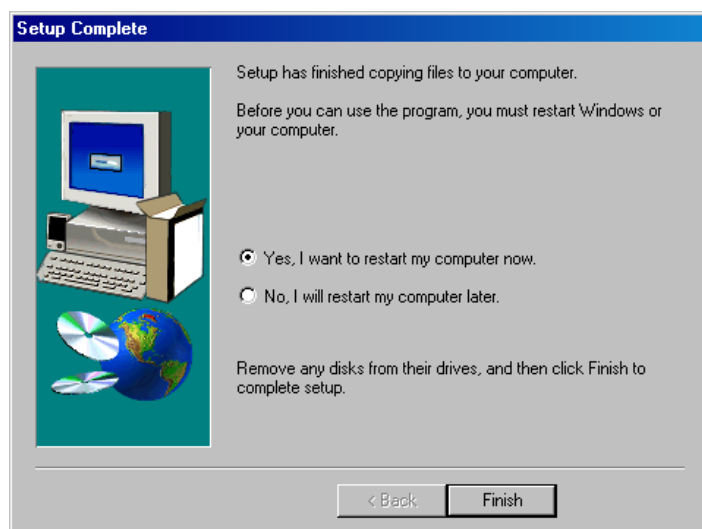 Setup Complete
Setup has finished copying files to your computer.
Before you can use the program, you must restart Windows or
your computer.
Yes, I want to restart my computer now.
No, I will restart my computer later.
Remove any disks from their drives, and then click Finish to
complete setup.
< Back
Finish